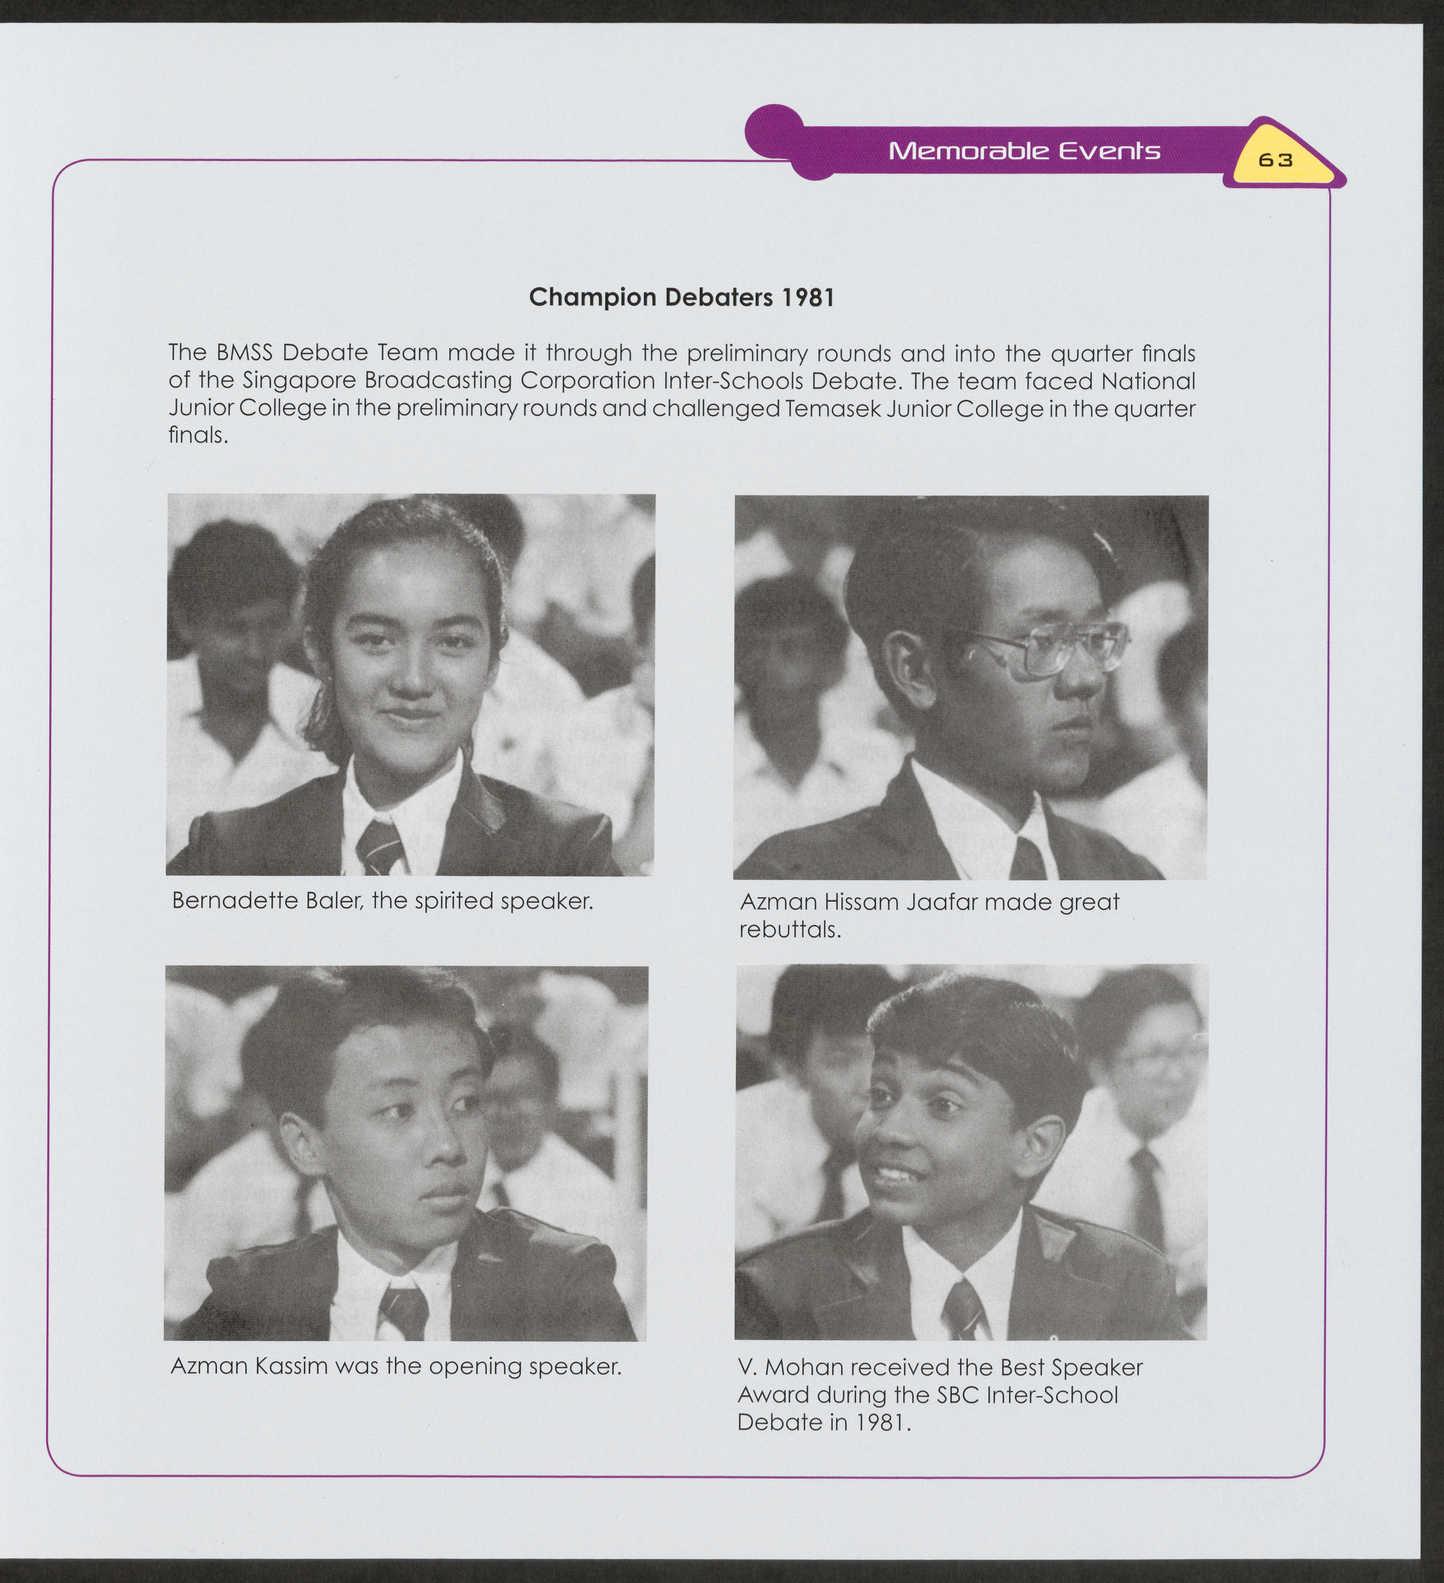 Memorable Events
63
Champion Debaters 1981
The BMSS Debate Team made it through the preliminary rounds and into the quarter finals
of the Singapore Broadcasting Corporation Inter-Schools Debate. The team faced National
Junior College in the preliminary rounds and challenged Temasek Junior College in the quarter
finals.
Bernadette Baler, the spirited speaker.
Azman Hissam Jaafar made great
rebuttals.
Azman Kassim was the opening speaker.
V. Mohan received the Best Speaker
Award during the SBC Inter-School
Debate in 1981.